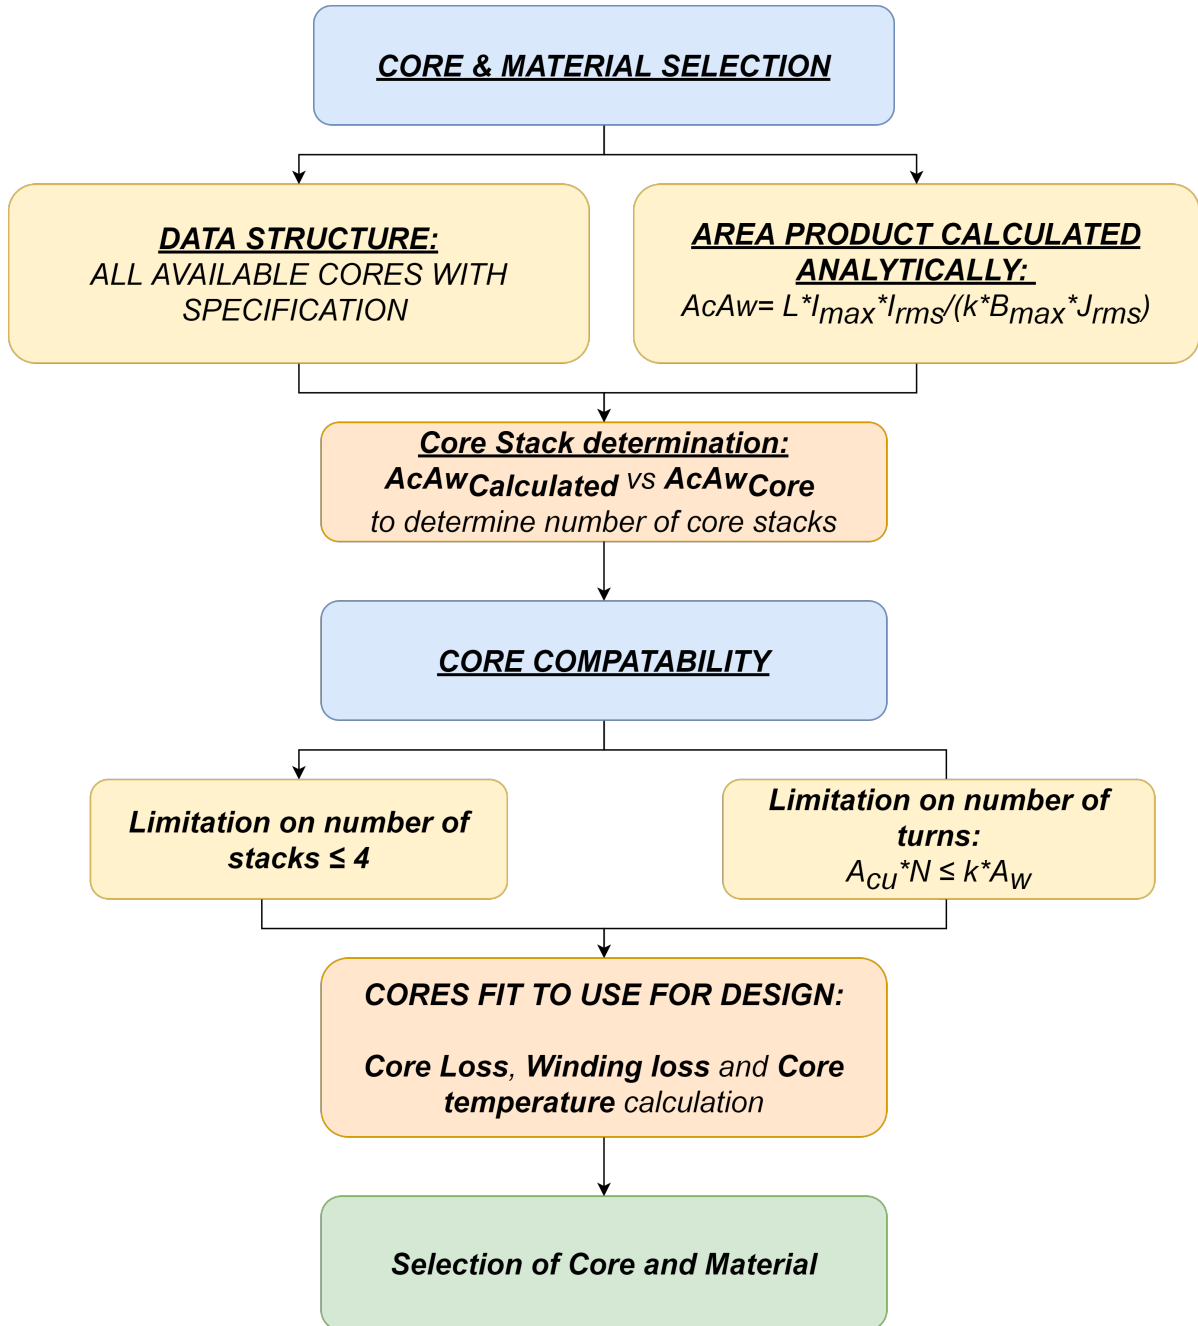 CORE & MATERIAL SELECTION
DATA STRUCTURE:
ALL AVAILABLE CORES WITH
SPECIFICATION
AREA PRODUCT CALCULATED
ANALYTICALLY:
AcAw= L*Imax*Irms/(k*Bmax*Jrms)
Core Stack determination:
AcAwCalculated vs AcAwCore
to determine number of core stacks
CORE COMPATABILITY
Limitation on number of
stacks ≤ 4
Limitation on number of
turns:
Acu*N ≤ k*Aw
CORES FIT TO USE FOR DESIGN:
Core Loss, Winding loss and Core
temperature calculation
Selection of Core and Material